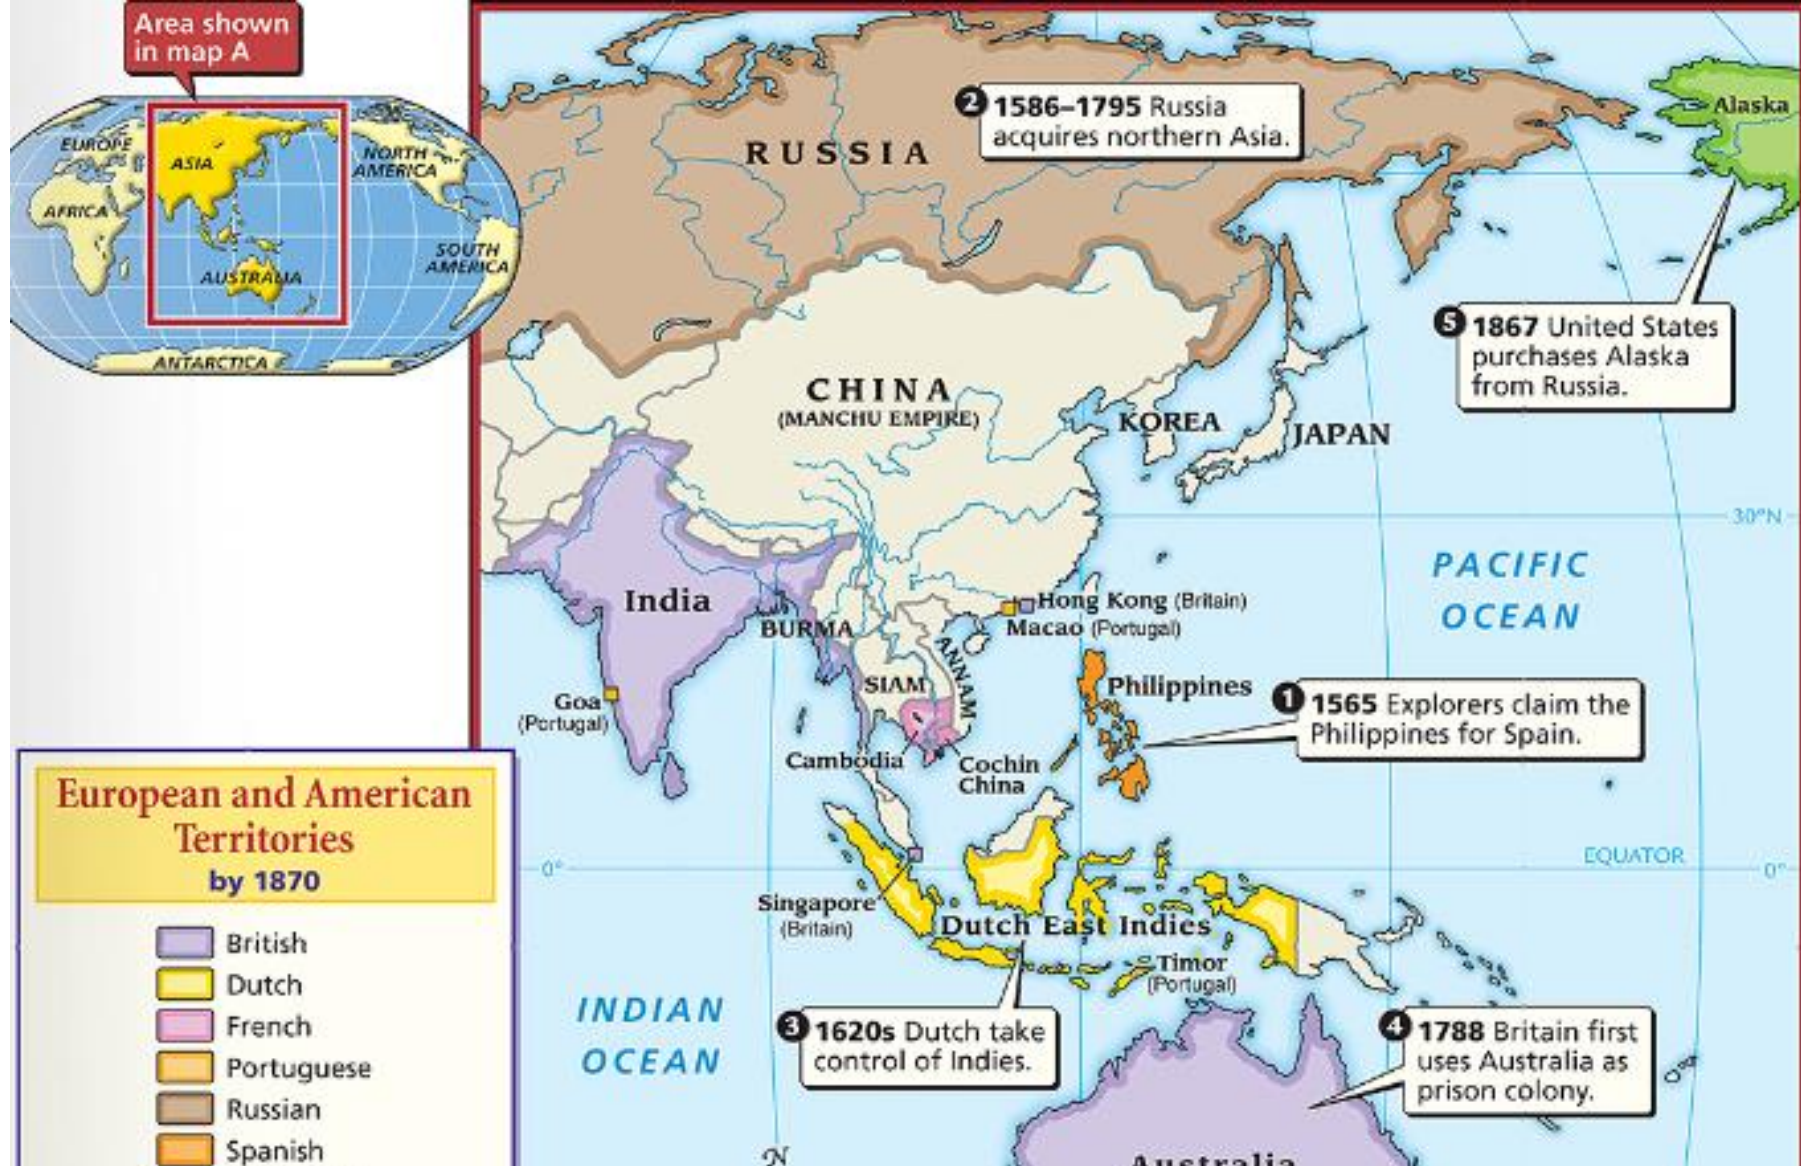 Area shown
in map A
EUROPE
ASIA
NORTH
AMERICA
AFRICA
SOUTH
AMERICA
AUSTRALIA
ANTARCTICA
European and American
Territories
by 1870
British
Dutch
French
Portuguese
Russian
Spanish
RUSSIA
2 1586–1795 Russia
acquires northern Asia.
Alaska
5 1867 United States
purchases Alaska
from Russia.
CHINA
(MANCHU EMPIRE)
KOREA
JAPAN
30°N
PACIFIC
OCEAN
India
BURMA
Hong Kong (Britain)
Macao (Portugal)
ANNAM
SIAM
Philippines
1 1565 Explorers claim the
Philippines for Spain.
Goa
(Portugal)
Cambodia
Cochin
China
0°
EQUATOR
0°
Singapore
(Britain)
Dutch East Indies
Timor
(Portugal)
INDIAN
OCEAN
3 1620s Dutch take
control of Indies.
4 1788 Britain first
uses Australia as
prison colony.
N
Australia